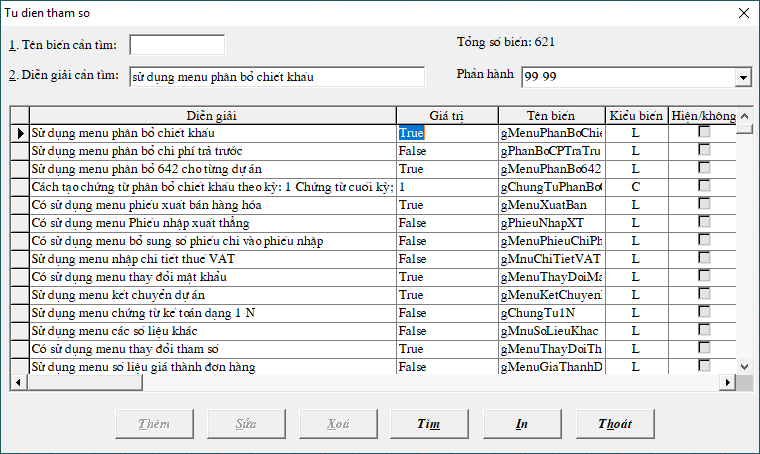 Tu dien tham so
1. Tên biến cần tìm:
Tổng số biến: 621
2. Diễn giải cần tìm: sử dụng menu phân bổ chiết khấu
Phân hành 99.99
Diễn giải Giá trị Tên biến Kiểu biến Hiện/không
Sử dụng menu phân bổ chiết khấu True gMenuPhanBoChie L
Sử dụng menu phân bổ chi phí trả trước False gPhanBoCPTraTru L
Sử dụng menu phân bổ 642 cho từng dự án True gMenuPhanBo642 L
Cách tạo chứng từ phân bổ chiết khấu theo kỳ: 1 Chứng từ cuối kỳ; 1 gChungTuPhanBo C
Có sử dụng menu phiếu xuất bán hàng hóa True gMenuXuatBan L
Có sử dụng menu Phiếu nhập xuất thẳng False gPhieuNhapXT L
Có sử dụng menu bổ sung số phiếu chi vào phiếu nhập False gMenuPhieuChiPh L
Sử dụng menu nhập chi tiết thuế VAT False gMnuChiTietVAT L
Có sử dụng menu thay đổi mật khẩu True gMenuThayDoiMa L
Sử dụng menu kết chuyển dự án True gMenuKetChuyen L
Sử dụng menu chứng từ kế toán dạng 1 N False gChungTu1N L
Sử dụng menu các số liệu khác False gMnuSoLieuKhac L
Có sử dụng menu thay đổi tham số True gMenuThayDoiTh L
Sử dụng menu số liệu giá thành đơn hàng False gMenuGiaThanhD L
Thêm Sửa Xoá Tìm In Thoát